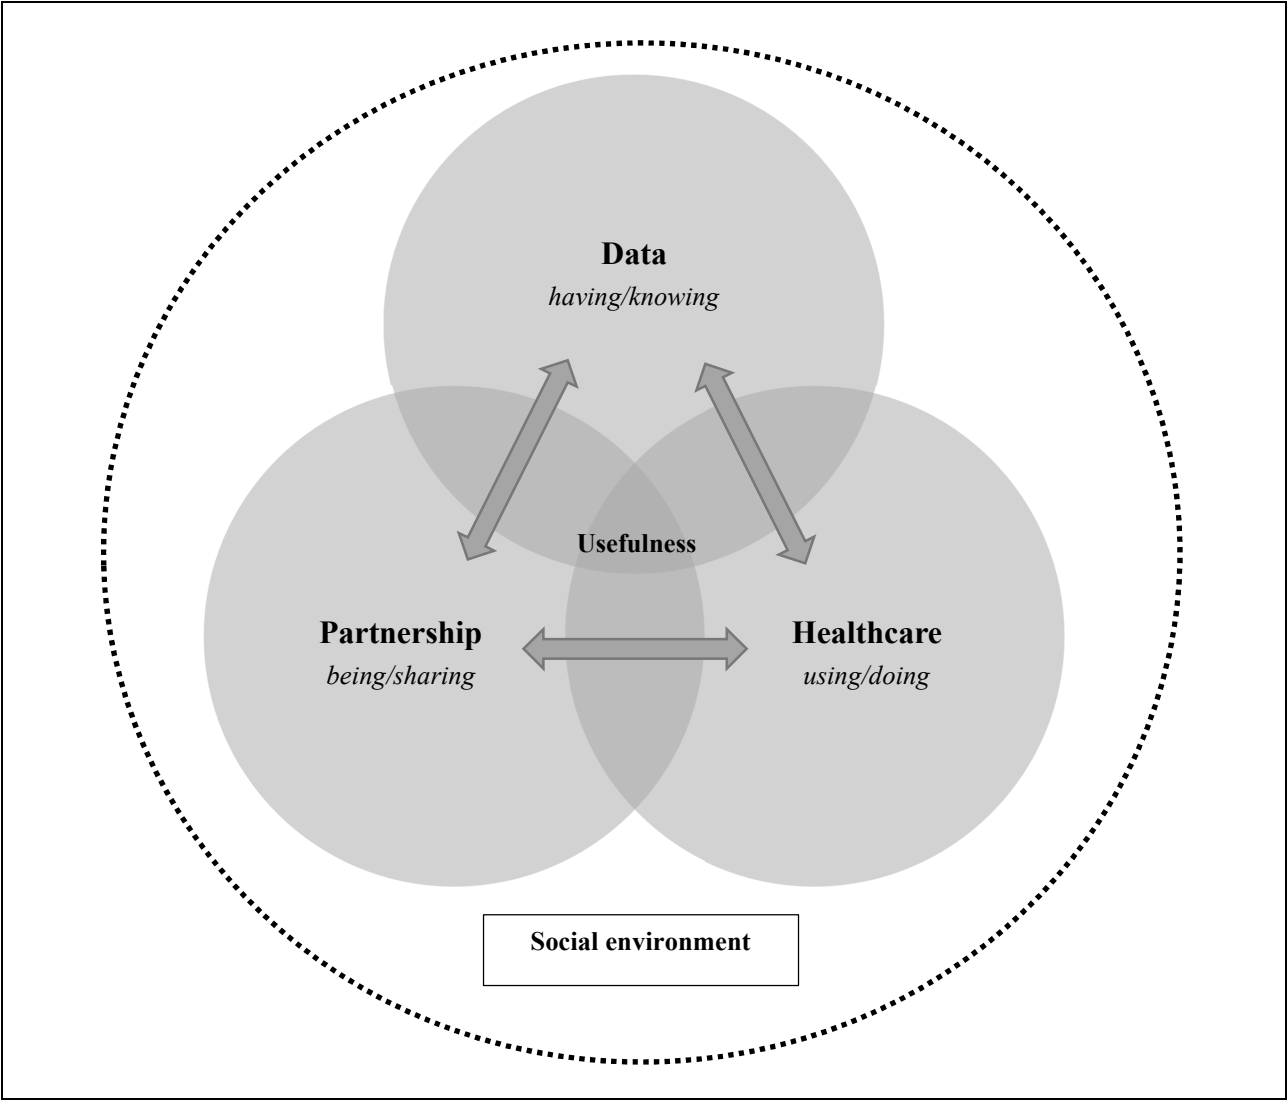 Data
having/knowing
Usefulness
Partnership
being/sharing
Healthcare
using/doing
Social environment